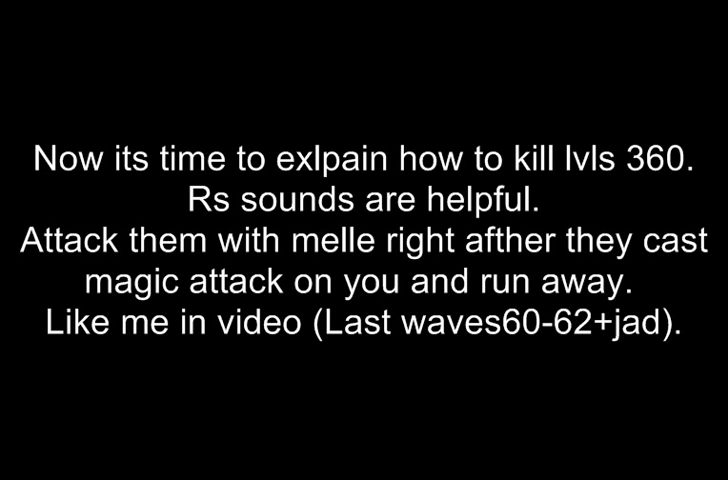 Now its time to exlpain how to kill lvls 360.
Rs sounds are helpful.
Attack them with melle right afther they cast
magic attack on you and run away.
Like me in video (Last waves60-62+jad).